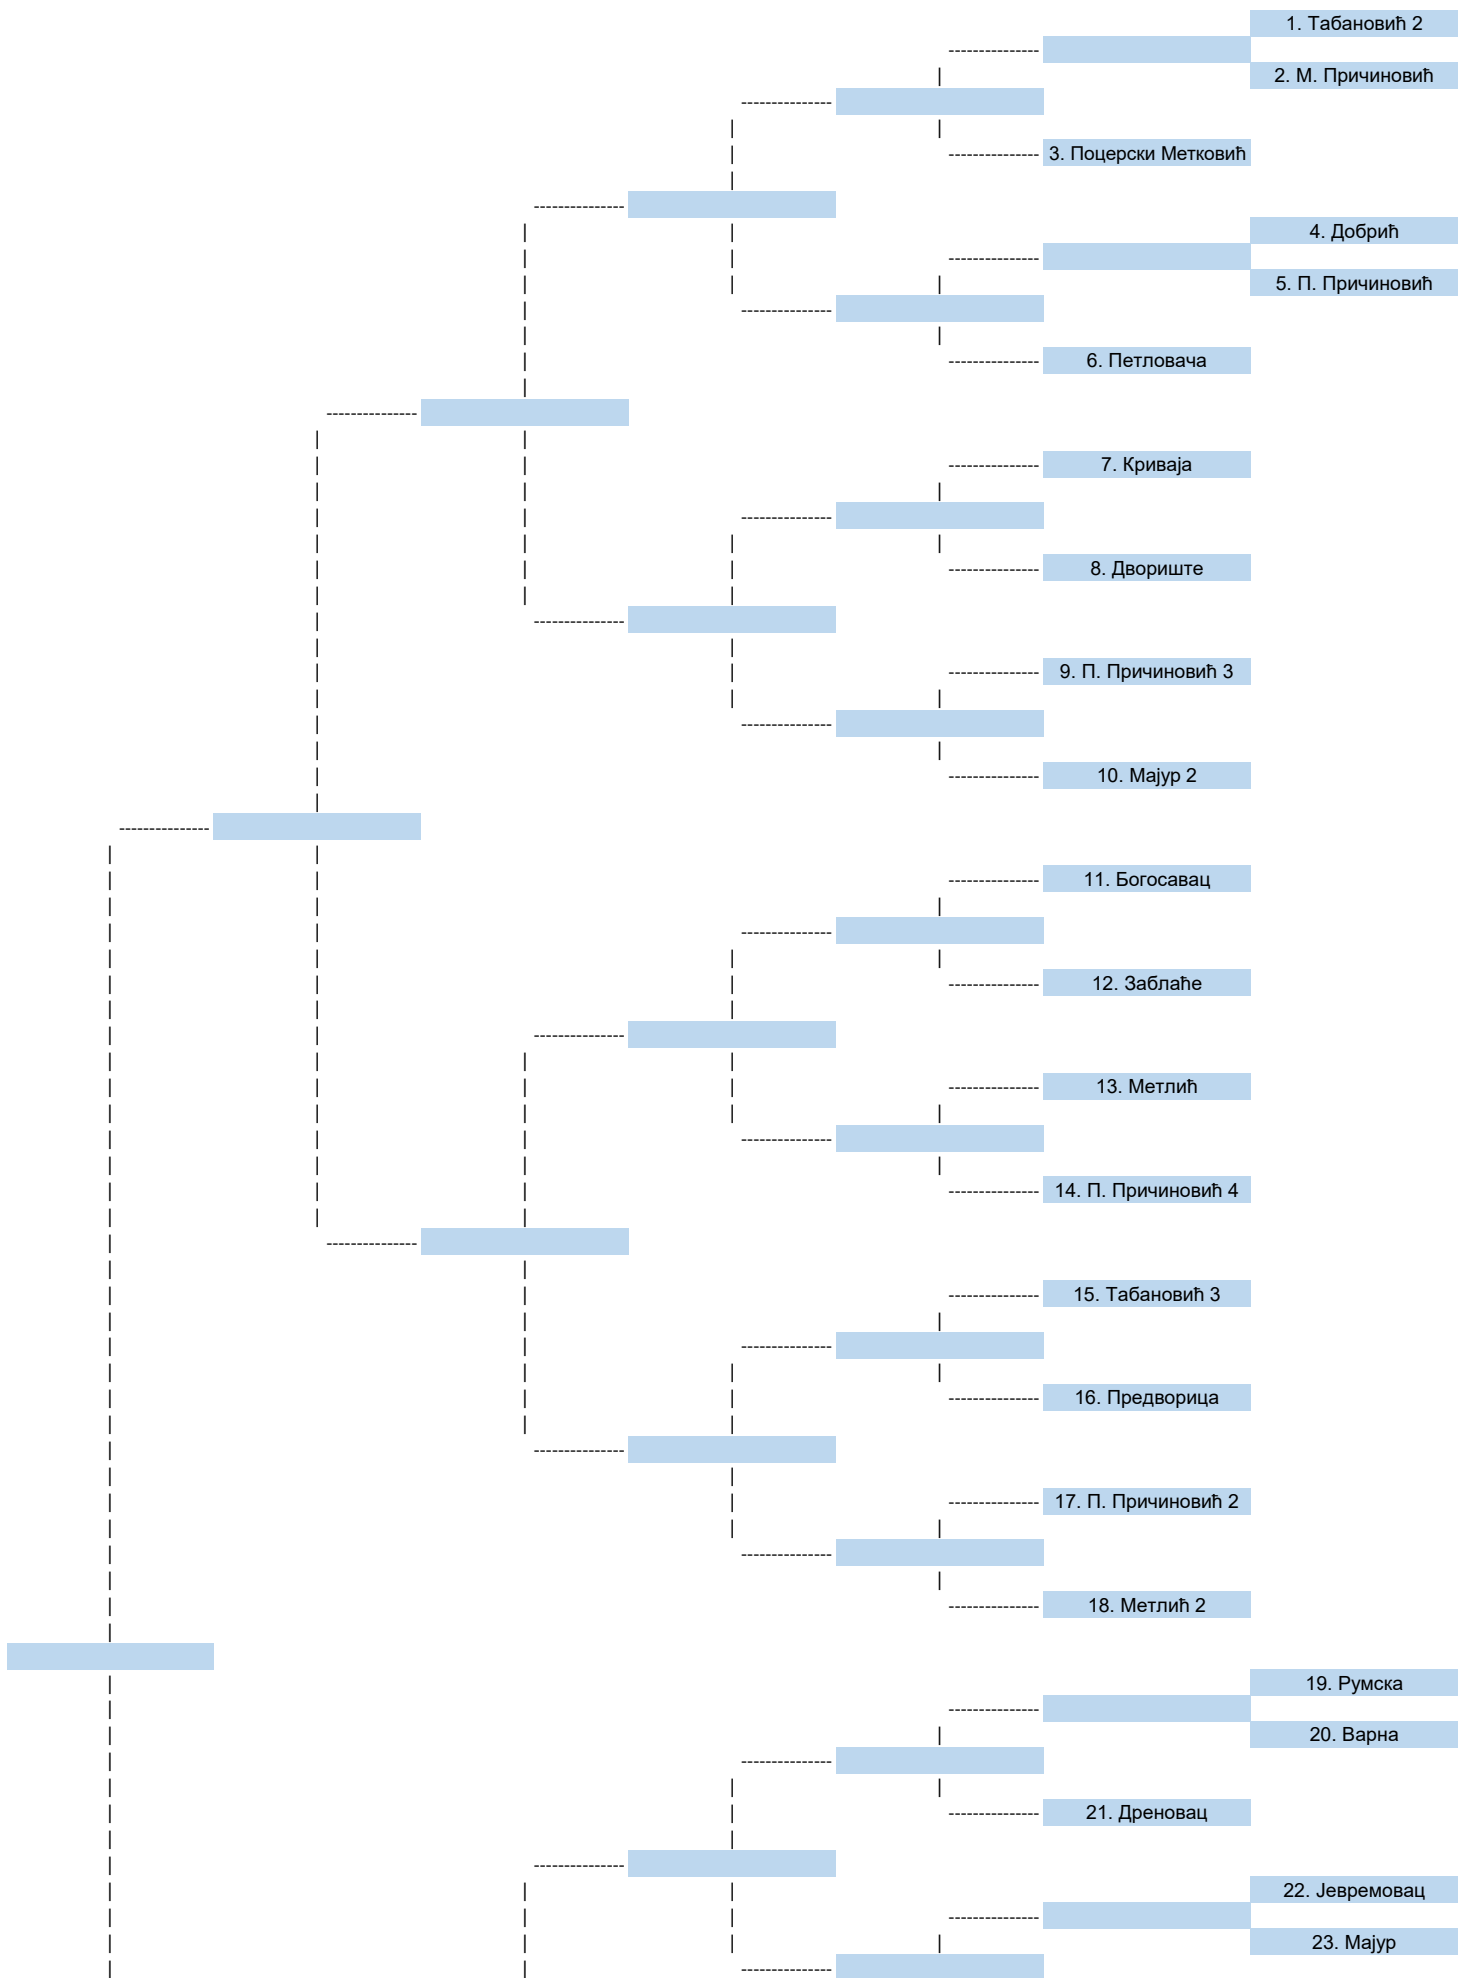 1. Табановић 2
2. М. Причиновић
3. Поцерски Метковић
4. Добрић
5. П. Причиновић
6. Петловача
7. Криваја
8. Двориште
9. П. Причиновић 3
10. Мајур 2
11. Богосавац
12. Заблаће
13. Метлић
14. П. Причиновић 4
15. Табановић 3
16. Предворица
17. П. Причиновић 2
18. Метлић 2
19. Румска
20. Варна
21. Дреновац
22. Јевремовац
23. Мајур